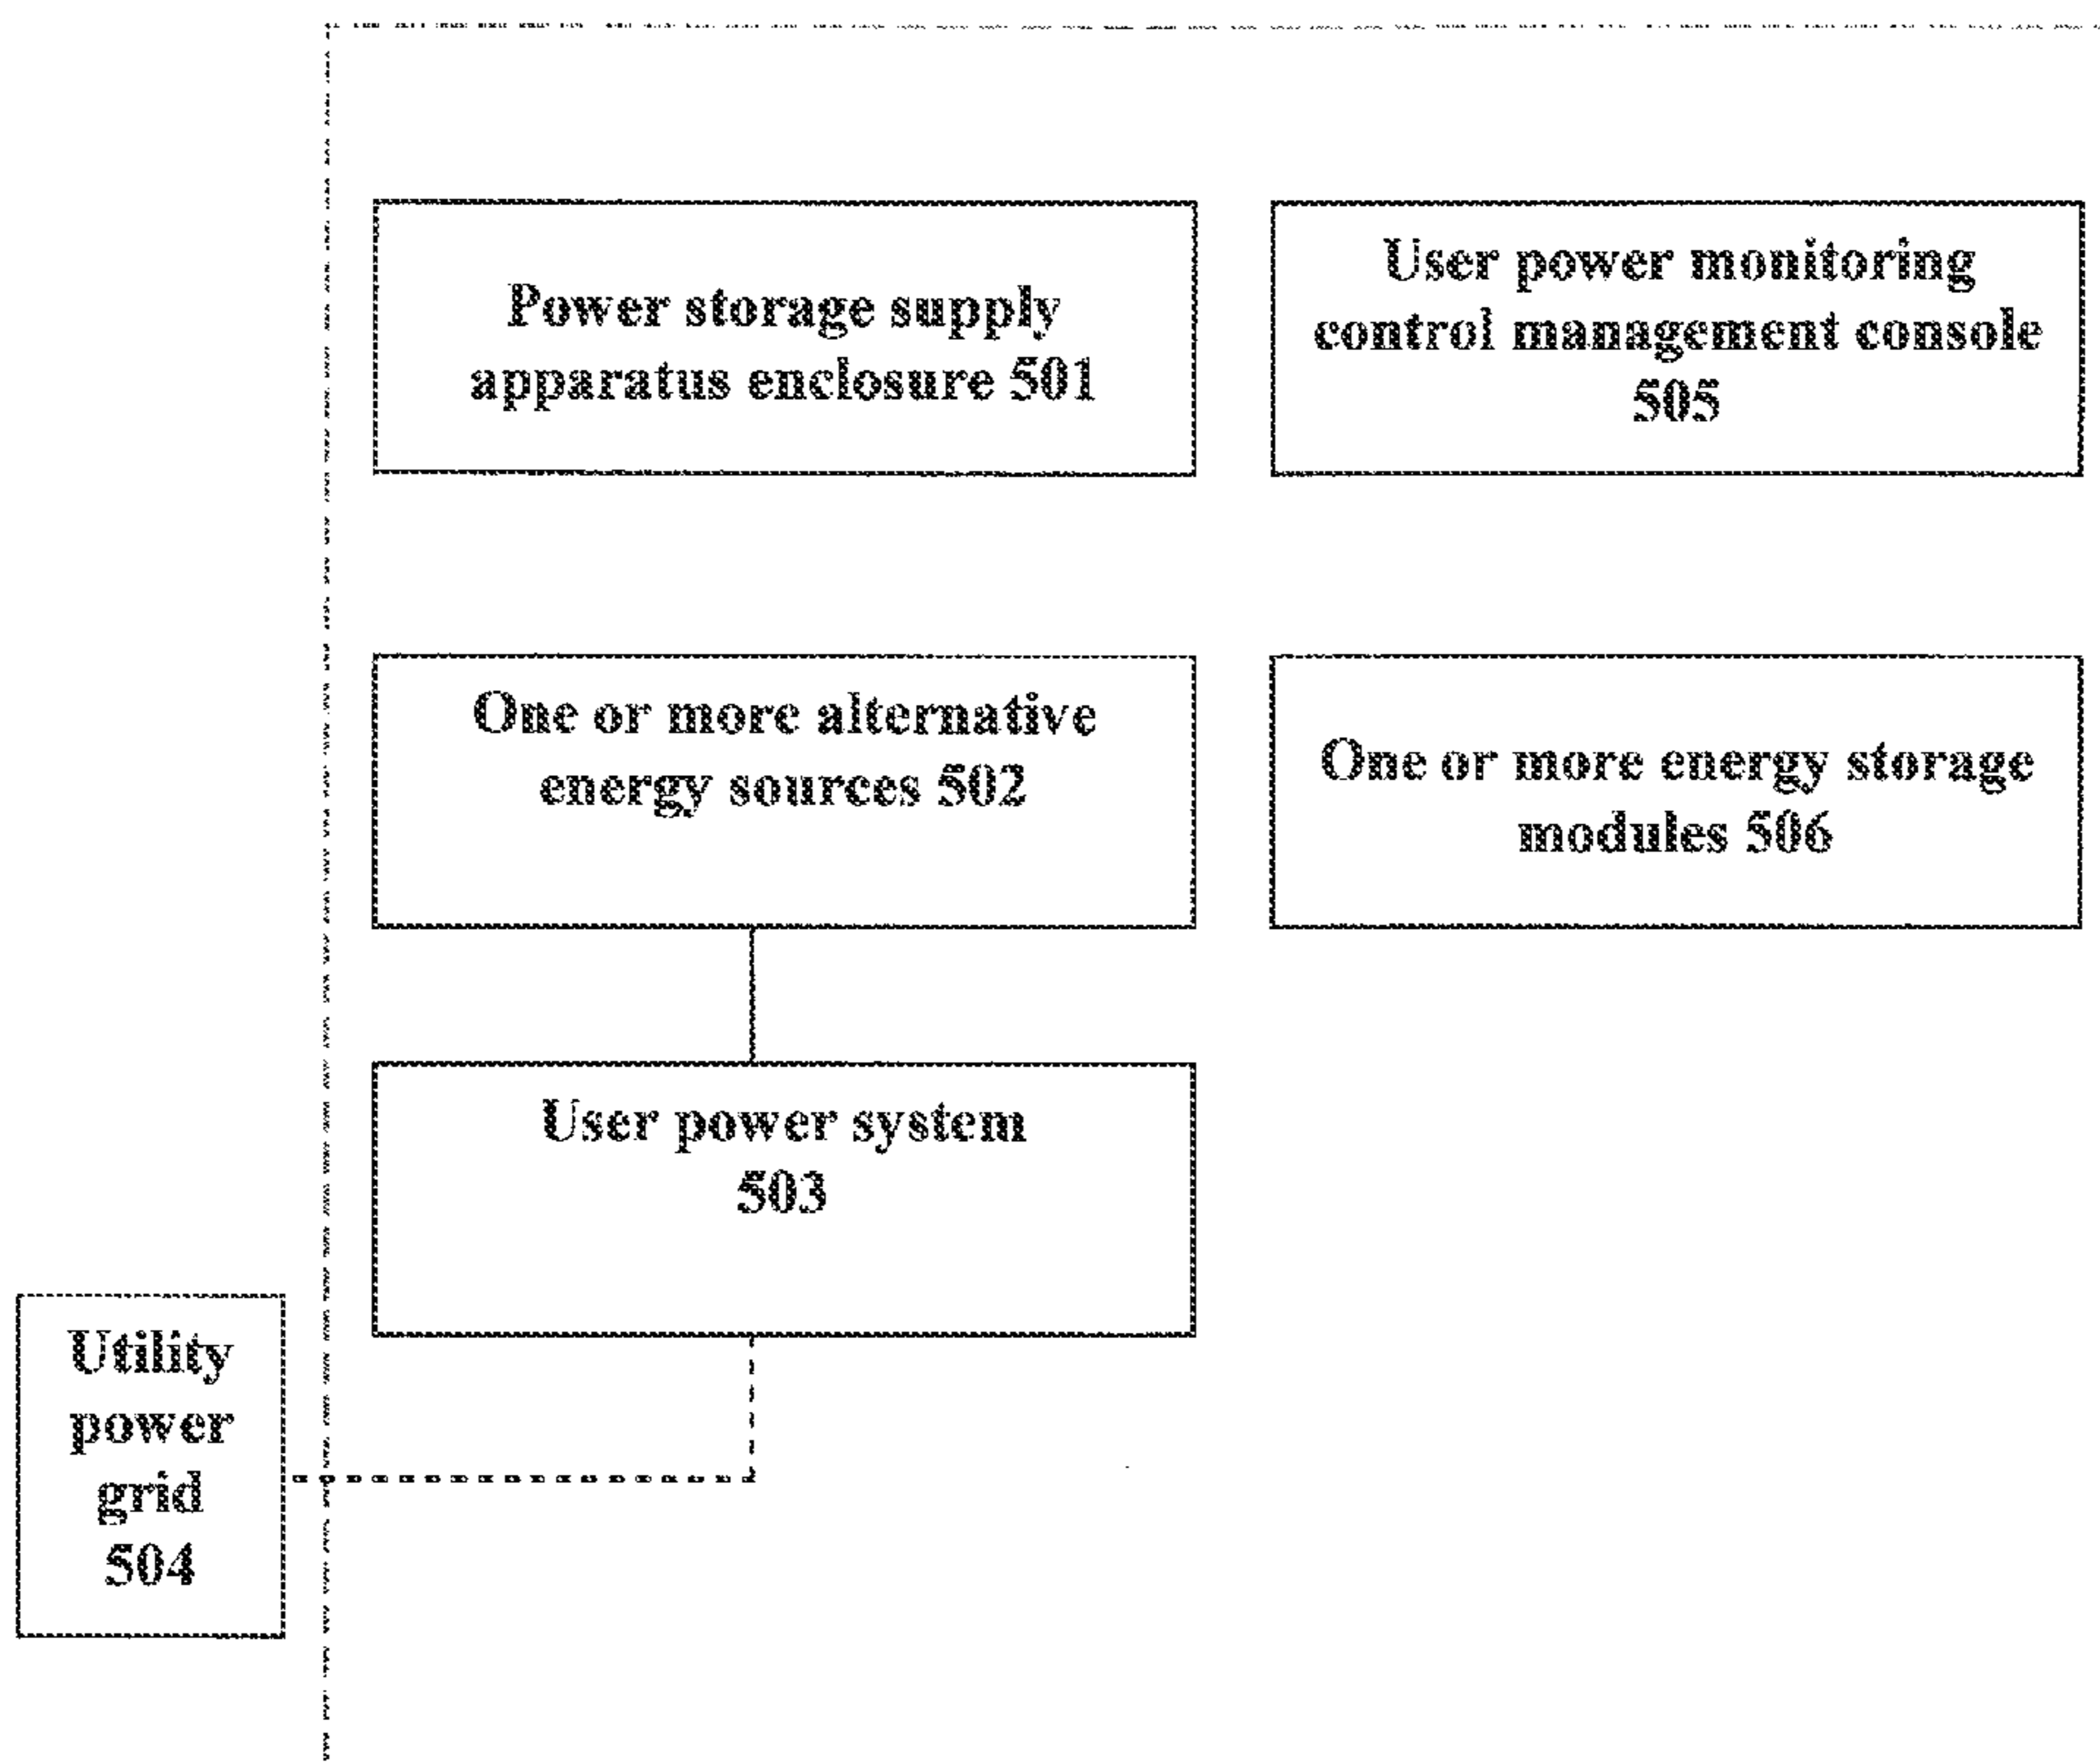 Power storage supply
apparatus enclosure 501
User power monitoring
control management console
505
One or more alternative
energy sources 502
One or more energy storage
modules 506
User power system
503
Utility
power
grid
504